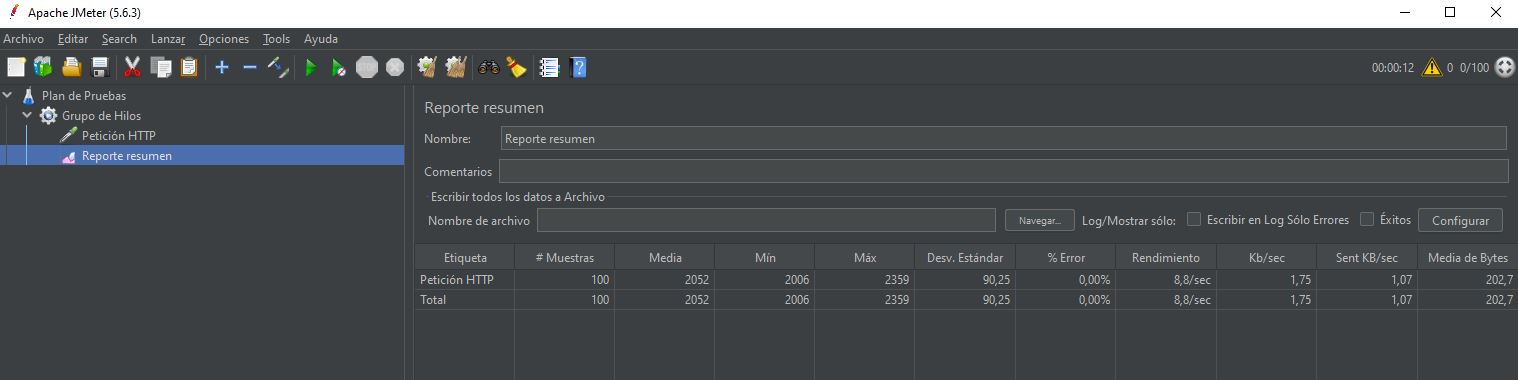 Apache JMeter (5.6.3)
Archivo Editar Search Lanzar Opciones Tools Ayuda
STOP 00:00:12 0 0/100
Plan de Pruebas
Grupo de Hilos
Petición HTTP
Reporte resumen
Reporte resumen
Nombre: Reporte resumen
Comentarios
Escribir todos los datos a Archivo
Nombre de archivo Navegar... Log/Mostrar sólo: Escribir en Log Sólo Errores Éxitos Configurar
Etiqueta # Muestras Media Mín Máx Desv. Estándar % Error Rendimiento Kb/sec Sent KB/sec Media de Bytes
Petición HTTP 100 2052 2006 2359 90,25 0,00% 8,8/sec 1,75 1,07 202,7
Total 100 2052 2006 2359 90,25 0,00% 8,8/sec 1,75 1,07 202,7